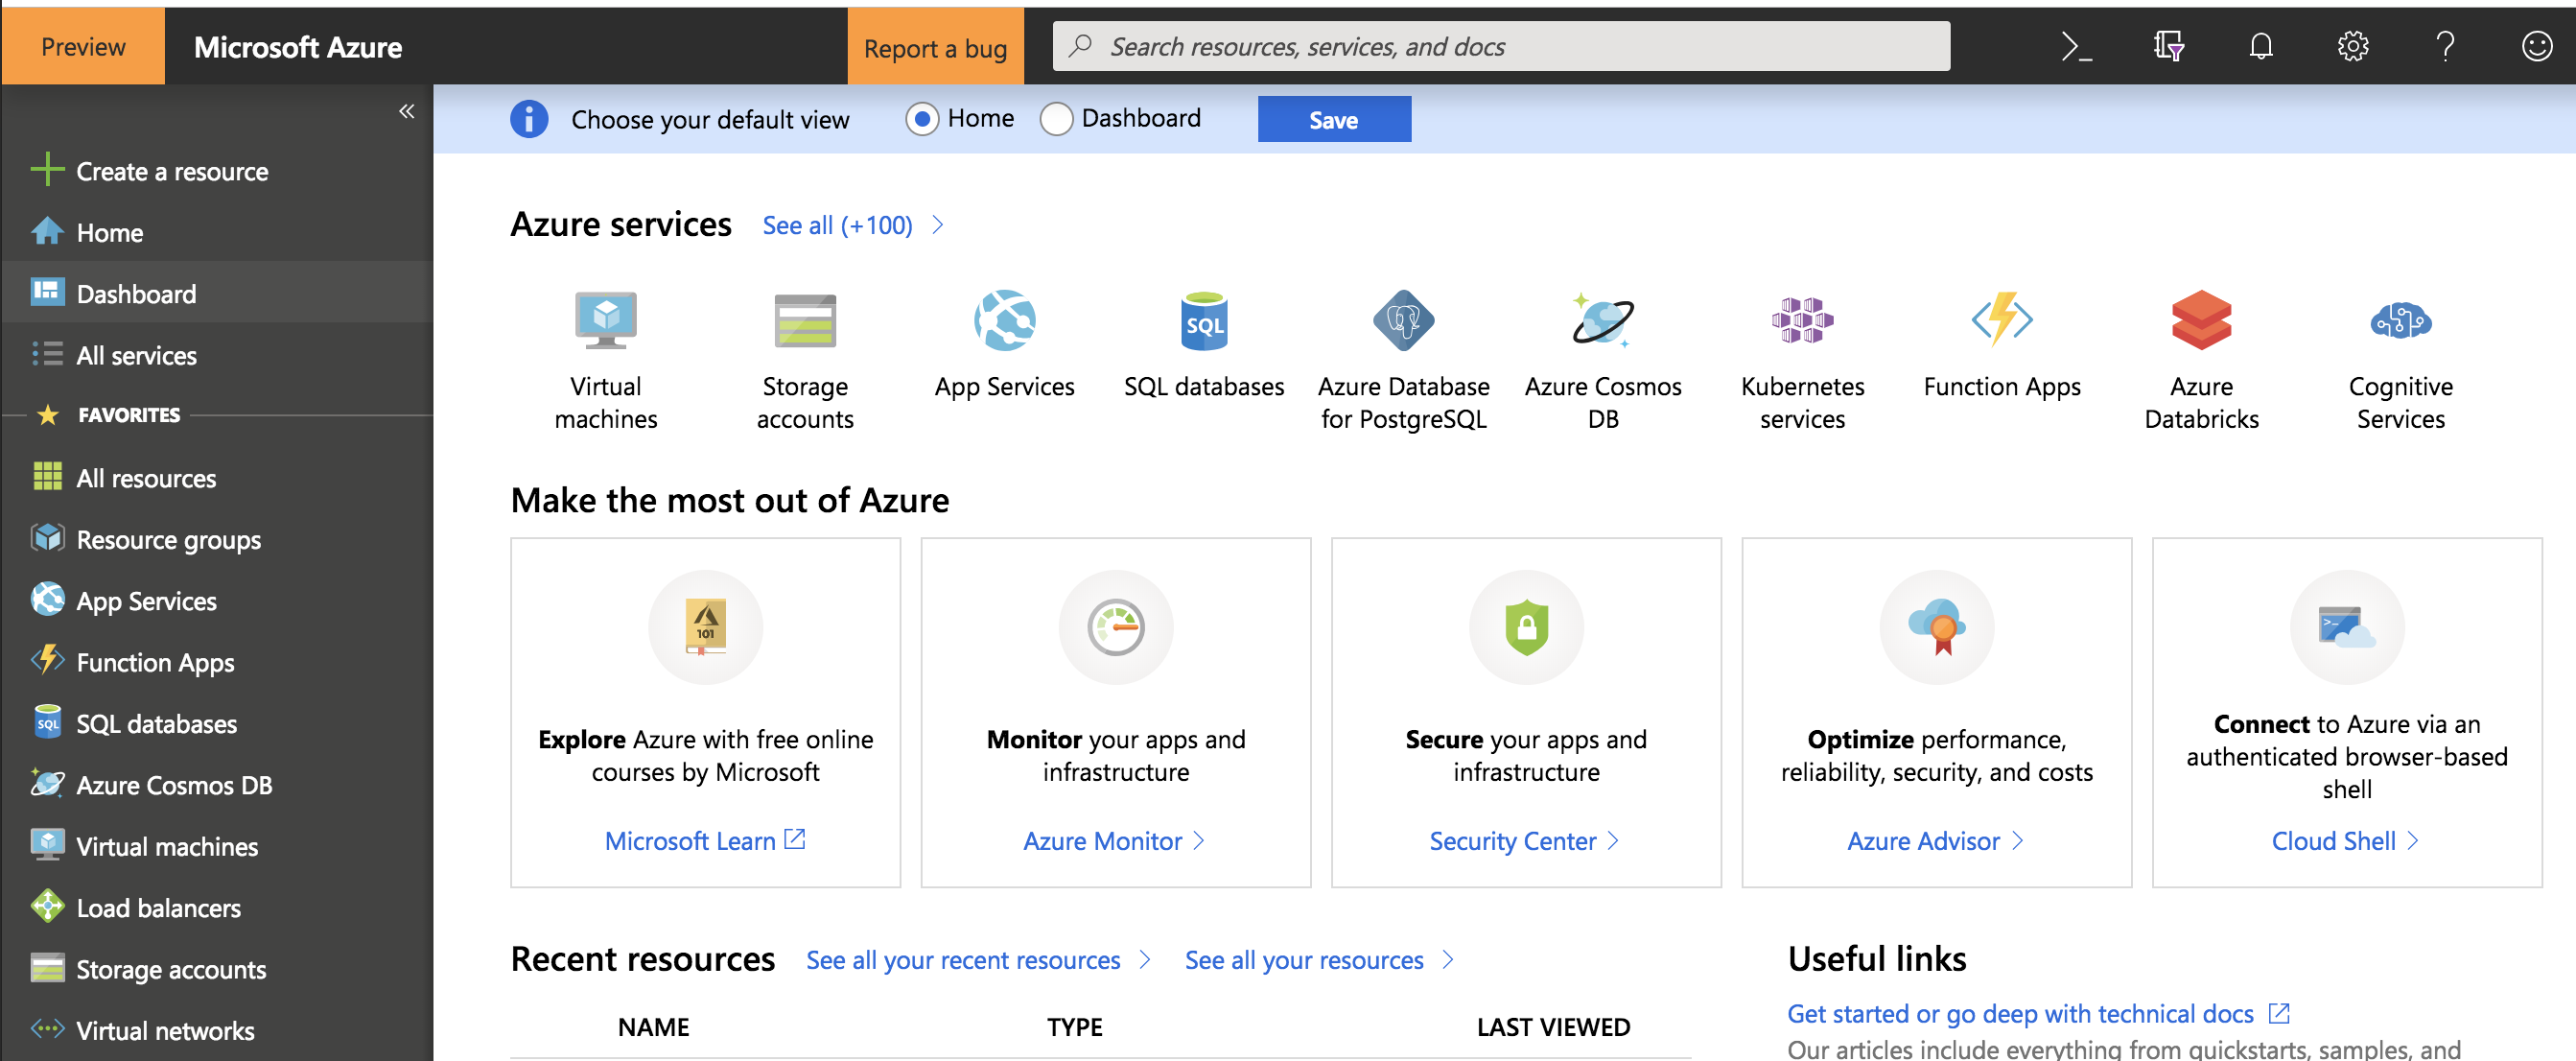 Preview
Microsoft Azure
Report a bug
Search resources, services, and docs
Choose your default view
Home
Dashboard
Save
Create a resource
Home
Dashboard
All services
FAVORITES
All resources
Resource groups
App Services
Function Apps
SQL databases
Azure Cosmos DB
Virtual machines
Load balancers
Storage accounts
Virtual networks
Azure services
See all (+100)
Virtual
machines
Storage
accounts
App Services
SQL
SQL databases
Azure Database
for PostgreSQL
Azure Cosmos
DB
Kubernetes
services
Function Apps
Azure
Databricks
Cognitive
Services
Make the most out of Azure
101
Explore Azure with free online
courses by Microsoft
Microsoft Learn
Monitor your apps and
infrastructure
Azure Monitor
Secure your apps and
infrastructure
Security Center
Optimize performance,
reliability, security, and costs
Azure Advisor
Connect to Azure via an
authenticated browser-based
shell
Cloud Shell
Recent resources
See all your recent resources
See all your resources
NAME
TYPE
LAST VIEWED
Useful links
Get started or go deep with technical docs
Our articles include everything from quickstarts, samples, and